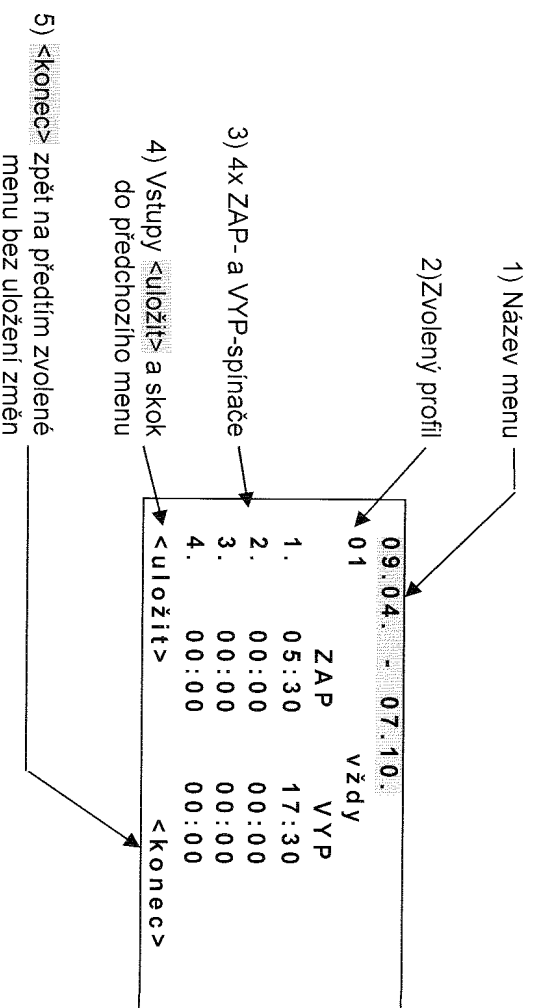 1) Název menu
2)Zvolený profil
3) 4x ZAP- a VYP-spínače
4) Vstupy <uložit> a skok
do předchozího menu
5) <konec> zpět na předtím zvolené
menu bez uložení změn
09.04. - 07.10.
01 vždy
ZAP VYP
1. 05:30 17:30
2. 00:00 00:00
3. 00:00 00:00
4. 00:00 00:00
<uložit> <konec>